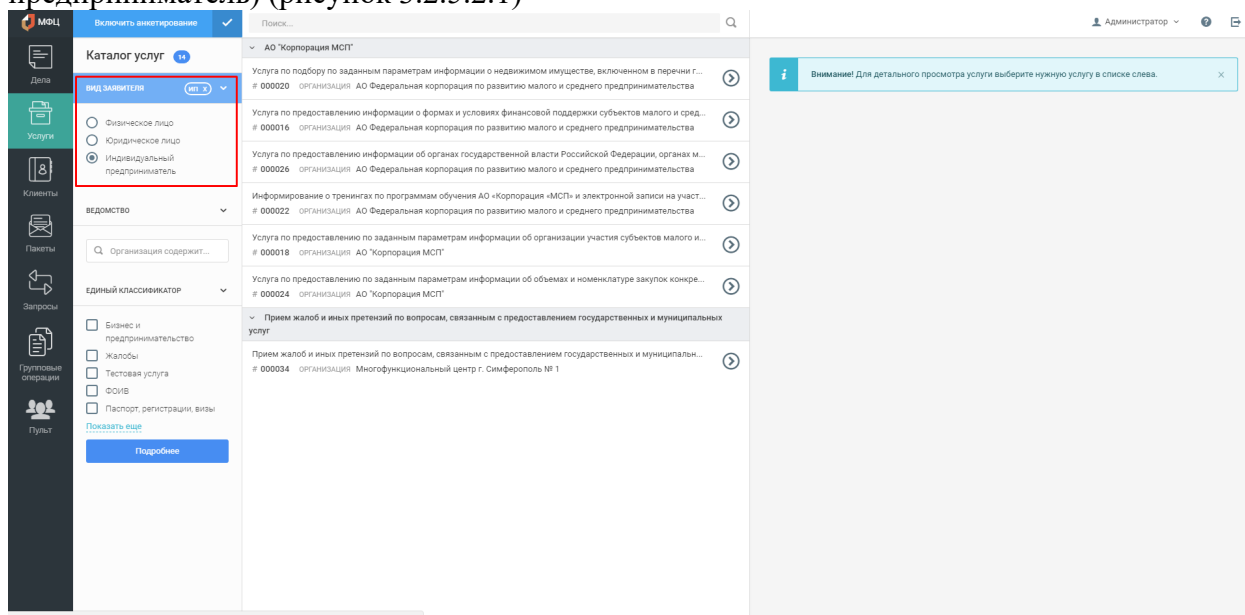 предприниматель) (рисунок 3.2.3.2.1)
МФЦ
Включить анкетирование
Поиск...
Администратор
Дела
Услуги
Клиенты
Пакеты
Запросы
Групповые
операции
Пульт
Каталог услуг 14
ВИД ЗАЯВИТЕЛЯ ИП X
Физическое лицо
Юридическое лицо
Индивидуальный
предприниматель
ВЕДОМСТВО
Организация содержит...
ЕДИНЫЙ КЛАССИФИКАТОР
Бизнес и
предпринимательство
Жалобы
Тестовая услуга
ФОИВ
Паспорт, регистрации, визы
Показать еще
Подробнее
АО "Корпорация МСП"
Услуга по подбору по заданным параметрам информации о недвижимом имуществе, включенном в перечни г...
# 000020 ОРГАНИЗАЦИЯ АО Федеральная корпорация по развитию малого и среднего предпринимательства
Услуга по предоставлению информации о формах и условиях финансовой поддержки субъектов малого и сред...
# 000016 ОРГАНИЗАЦИЯ АО Федеральная корпорация по развитию малого и среднего предпринимательства
Услуга по предоставлению информации об органах государственной власти Российской Федерации, органах м...
# 000026 ОРГАНИЗАЦИЯ АО Федеральная корпорация по развитию малого и среднего предпринимательства
Информирование о тренингах по программам обучения АО «Корпорация «МСП» и электронной записи на участ...
# 000022 ОРГАНИЗАЦИЯ АО Федеральная корпорация по развитию малого и среднего предпринимательства
Услуга по предоставлению по заданным параметрам информации об организации участия субъектов малого и...
# 000018 ОРГАНИЗАЦИЯ АО "Корпорация МСП"
Услуга по предоставлению по заданным параметрам информации об объемах и номенклатуре закупок конкре...
# 000024 ОРГАНИЗАЦИЯ АО "Корпорация МСП"
Прием жалоб и иных претензий по вопросам, связанным с предоставлением государственных и муниципальных
услуг
Прием жалоб и иных претензий по вопросам, связанным с предоставлением государственных и муниципальн...
# 000034 ОРГАНИЗАЦИЯ Многофункциональный центр г. Симферополь № 1
Внимание! Для детального просмотра услуги выберите нужную услугу в списке слева.